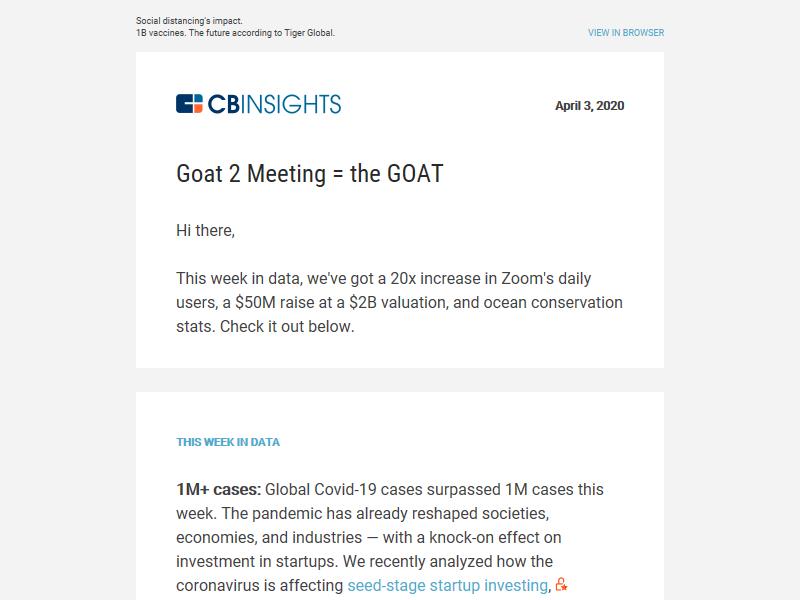 Social distancing's impact.
1B vaccines. The future according to Tiger Global.
VIEW IN BROWSER
CBINSIGHTS
April 3, 2020
Goat 2 Meeting = the GOAT
Hi there,
This week in data, we've got a 20x increase in Zoom's daily
users, a $50M raise at a $2B valuation, and ocean conservation
stats. Check it out below.
THIS WEEK IN DATA
1M+ cases: Global Covid-19 cases surpassed 1M cases this
week. The pandemic has already reshaped societies,
economies, and industries — with a knock-on effect on
investment in startups. We recently analyzed how the
coronavirus is affecting seed-stage startup investing,